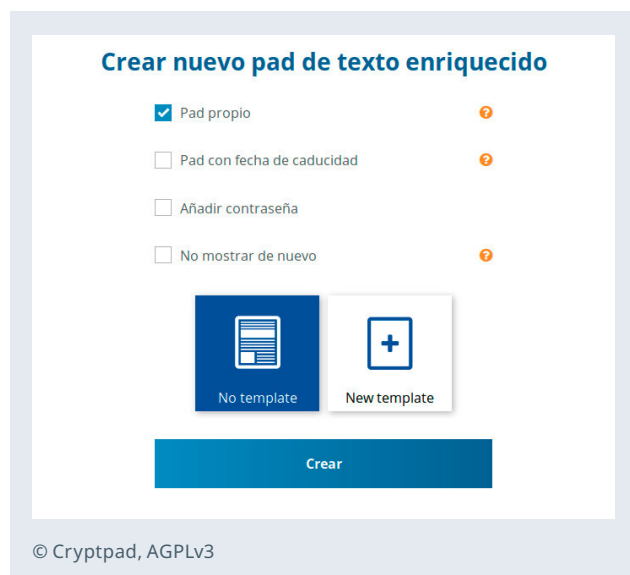 Crear nuevo pad de texto enriquecido
Pad propio
Pad con fecha de caducidad
Añadir contraseña
No mostrar de nuevo
No template
New template
Crear
© Cryptpad, AGPLv3